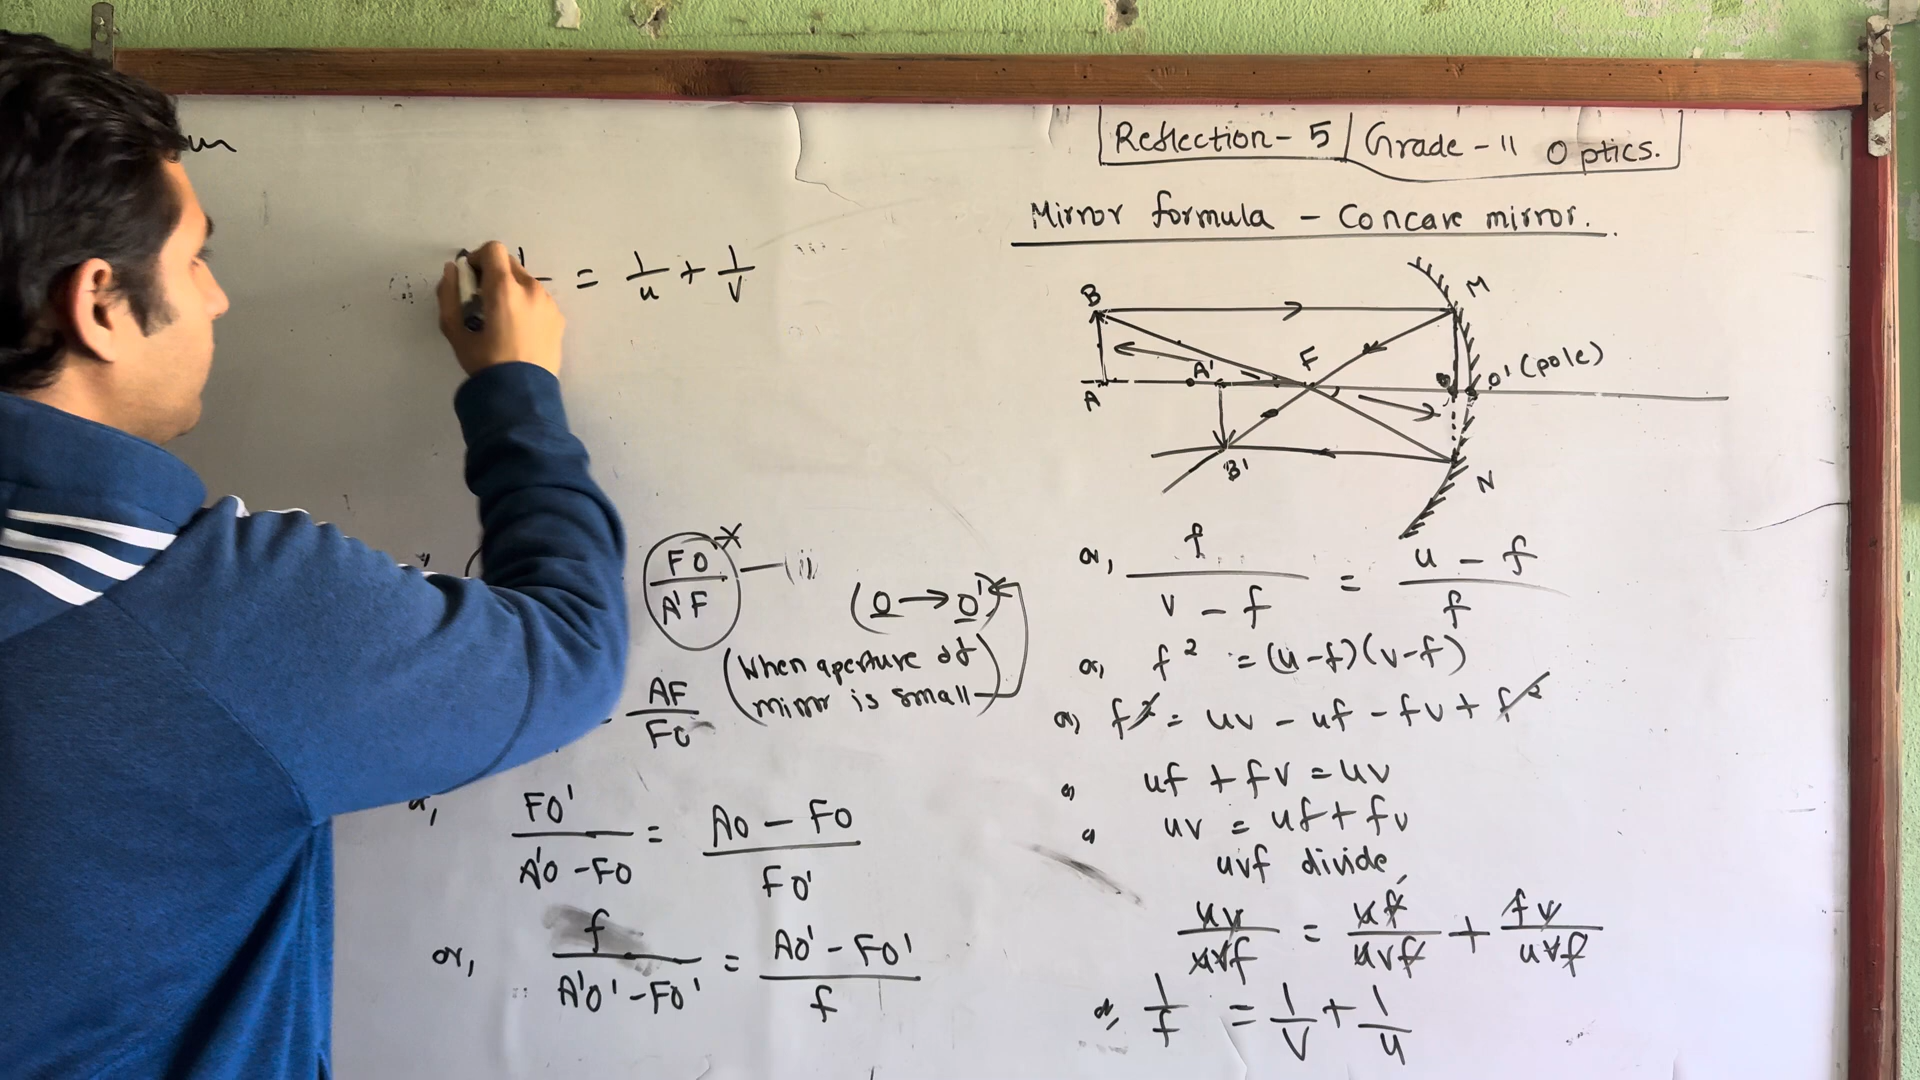 Reflection - 5 / Grade - 11 Optics.
Mirror formula - Concave mirror.
1/ = 1/u + 1/v
B
M
F
A'
O'(pole)
A
B'
N
FO/A'F — (i)
(O → O')
(When aperture of
mirror is small)
AF/FO
FO'/A'O - FO = AO - FO/FO'
or, f/A'O' - FO' = AO' - FO'/f
or, f/v - f = u - f/f
or, f² = (u-f)(v-f)
or, f² = uv - uf - fv + f²
uf + fv = uv
uv = uf + fv
uvf divide,
uv/uvf = uf/uvf + fv/uvf
or, 1/f = 1/v + 1/u